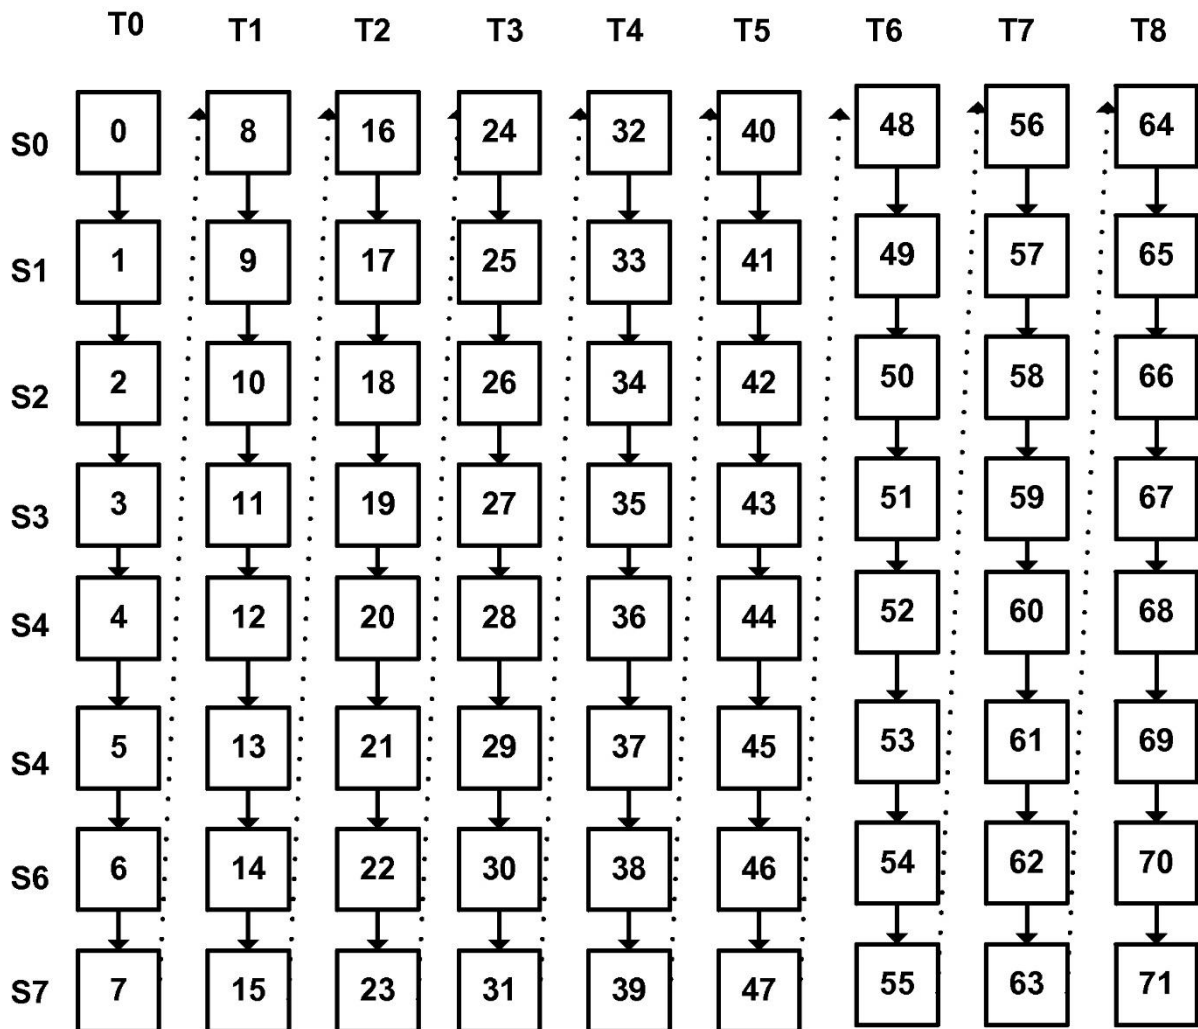 T0 T1 T2 T3 T4 T5 T6 T7 T8
S0 0 8 16 24 32 40 48 56 64
S1 1 9 17 25 33 41 49 57 65
S2 2 10 18 26 34 42 50 58 66
S3 3 11 19 27 35 43 51 59 67
S4 4 12 20 28 36 44 52 60 68
S4 5 13 21 29 37 45 53 61 69
S6 6 14 22 30 38 46 54 62 70
S7 7 15 23 31 39 47 55 63 71